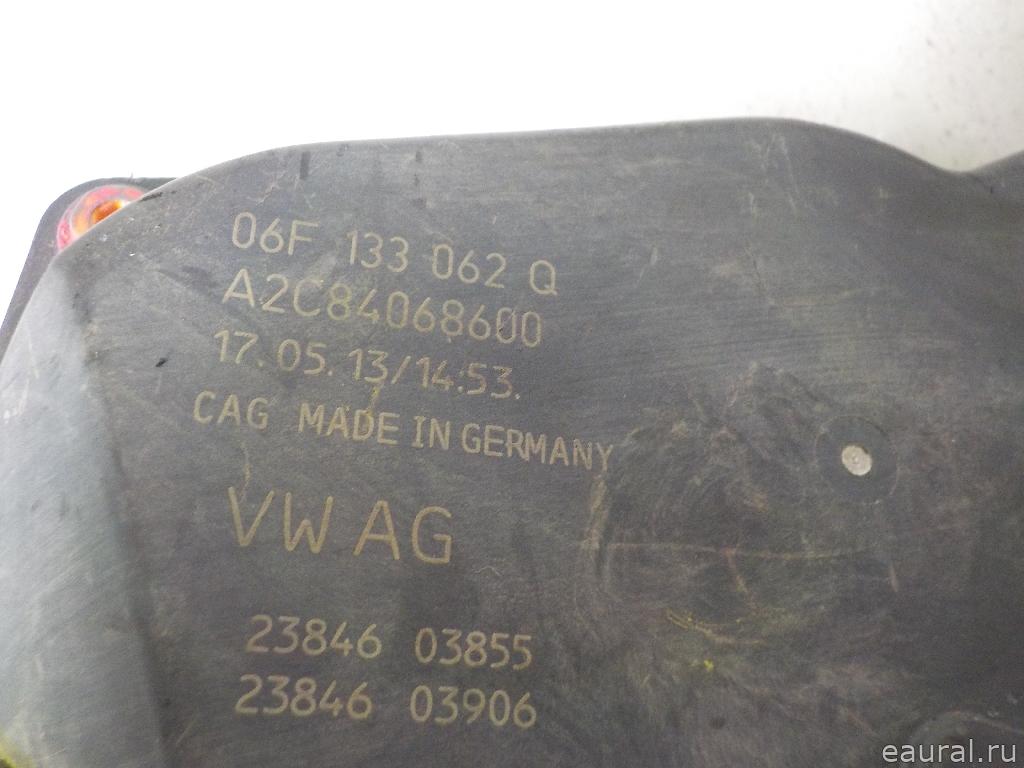 06F 133 062 Q
A2C84068600
17.05.13/14:53.
CAG MADE IN GERMANY
VW AG
23846 03855
23846 03906
eaural.ru